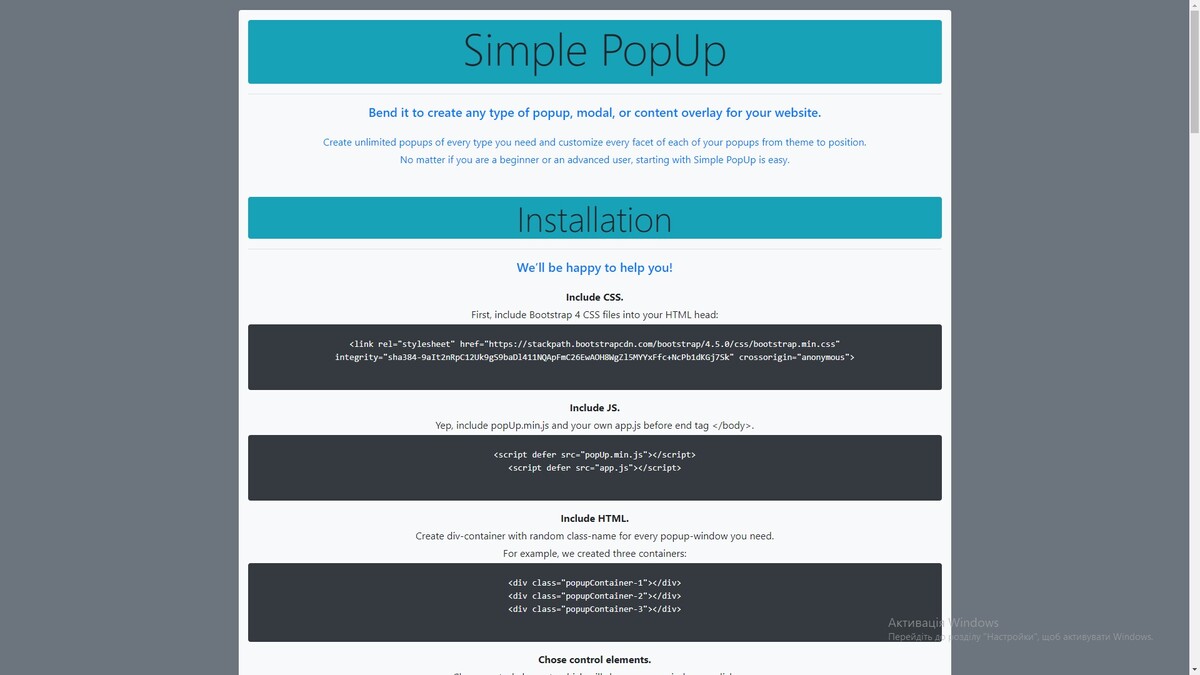 Simple PopUp
Bend it to create any type of popup, modal, or content overlay for your website.
Create unlimited popups of every type you need and customize every facet of each of your popups from theme to position.
No matter if you are a beginner or an advanced user, starting with Simple PopUp is easy.
Installation
We'll be happy to help you!
Include CSS.
First, include Bootstrap 4 CSS files into your HTML head:
<link rel="stylesheet" href="https://stackpath.bootstrapcdn.com/bootstrap/4.5.0/css/bootstrap.min.css"
integrity="sha384-9aIt2nRpC12Uk9gS9baDl411NQApFmC26EwAOH8WgZl5MYYxFfc+NcPb1dKGj7Sk" crossorigin="anonymous">
Include JS.
Yep, include popUp.min.js and your own app.js before end tag </body>.
<script defer src="popUp.min.js"></script>
<script defer src="app.js"></script>
Include HTML.
Create div-container with random class-name for every popup-window you need.
For example, we created three containers:
<div class="popupContainer-1"></div>
<div class="popupContainer-2"></div>
<div class="popupContainer-3"></div>
Активація Windows
Перейдіть до розділу "Настройки", щоб активувати Windows.
Chose control elements.